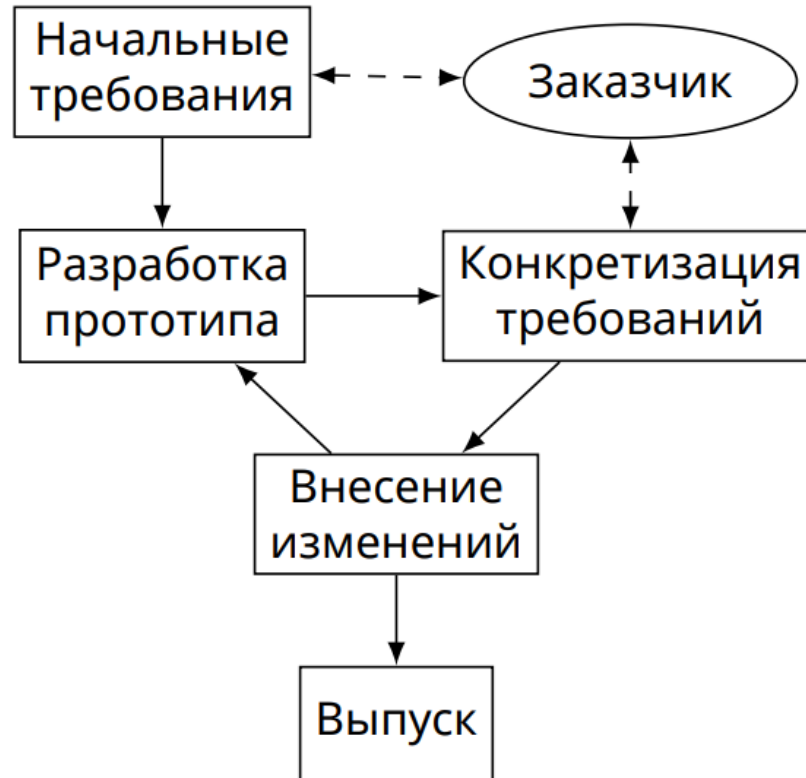 Начальные
требования
Заказчик
Разработка
прототипа
Конкретизация
требований
Внесение
изменений
Выпуск